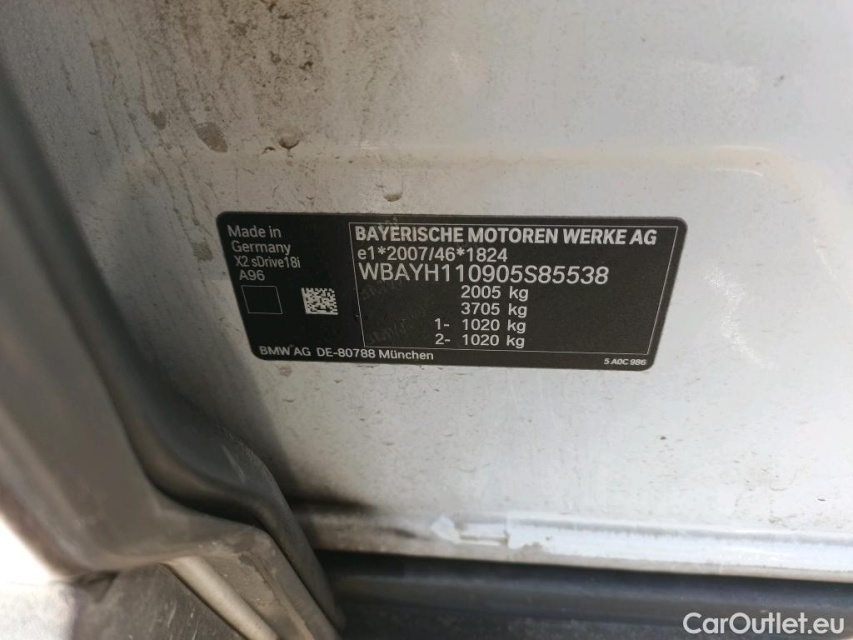 Made in
Germany
X2 sDrive18i
A96
BAYERISCHE MOTOREN WERKE AG
e1*2007/46*1824
WBAYH110905S85538
2005 kg
3705 kg
1- 1020 kg
2- 1020 kg
BMW AG DE-80788 München
5 A0C 986
CarOutlet.eu